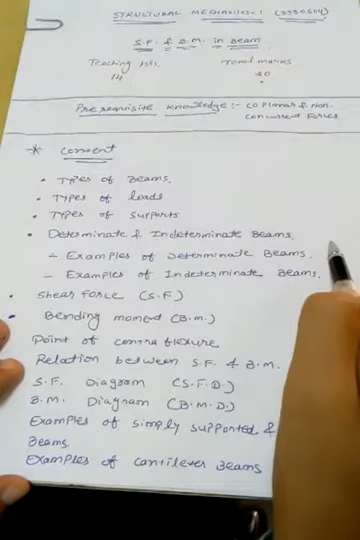 STRUCTURAL MECHANICS-I (3330604)
S.F. & B.M. in Beam
Teaching Hrs. Total marks
14 20
Prerequisite Knowledge :- CO Planar & Non-
Concurrent Forces
* Content
• Types of Beams.
• Types of loads
• Types of supports
• Determinate & Indeterminate Beams.
- Examples of Determinate Beams.
- Examples of Indeterminate Beams.
• Shear Force (S.F)
• Bending moment (B.M.)
Point of contraflexure
Relation between S.F. & B.M.
S.F. Diagram (S.F.D.)
B.M. Diagram (B.M.D.)
Examples of simply supported &
Beams
Examples of cantilever Beams